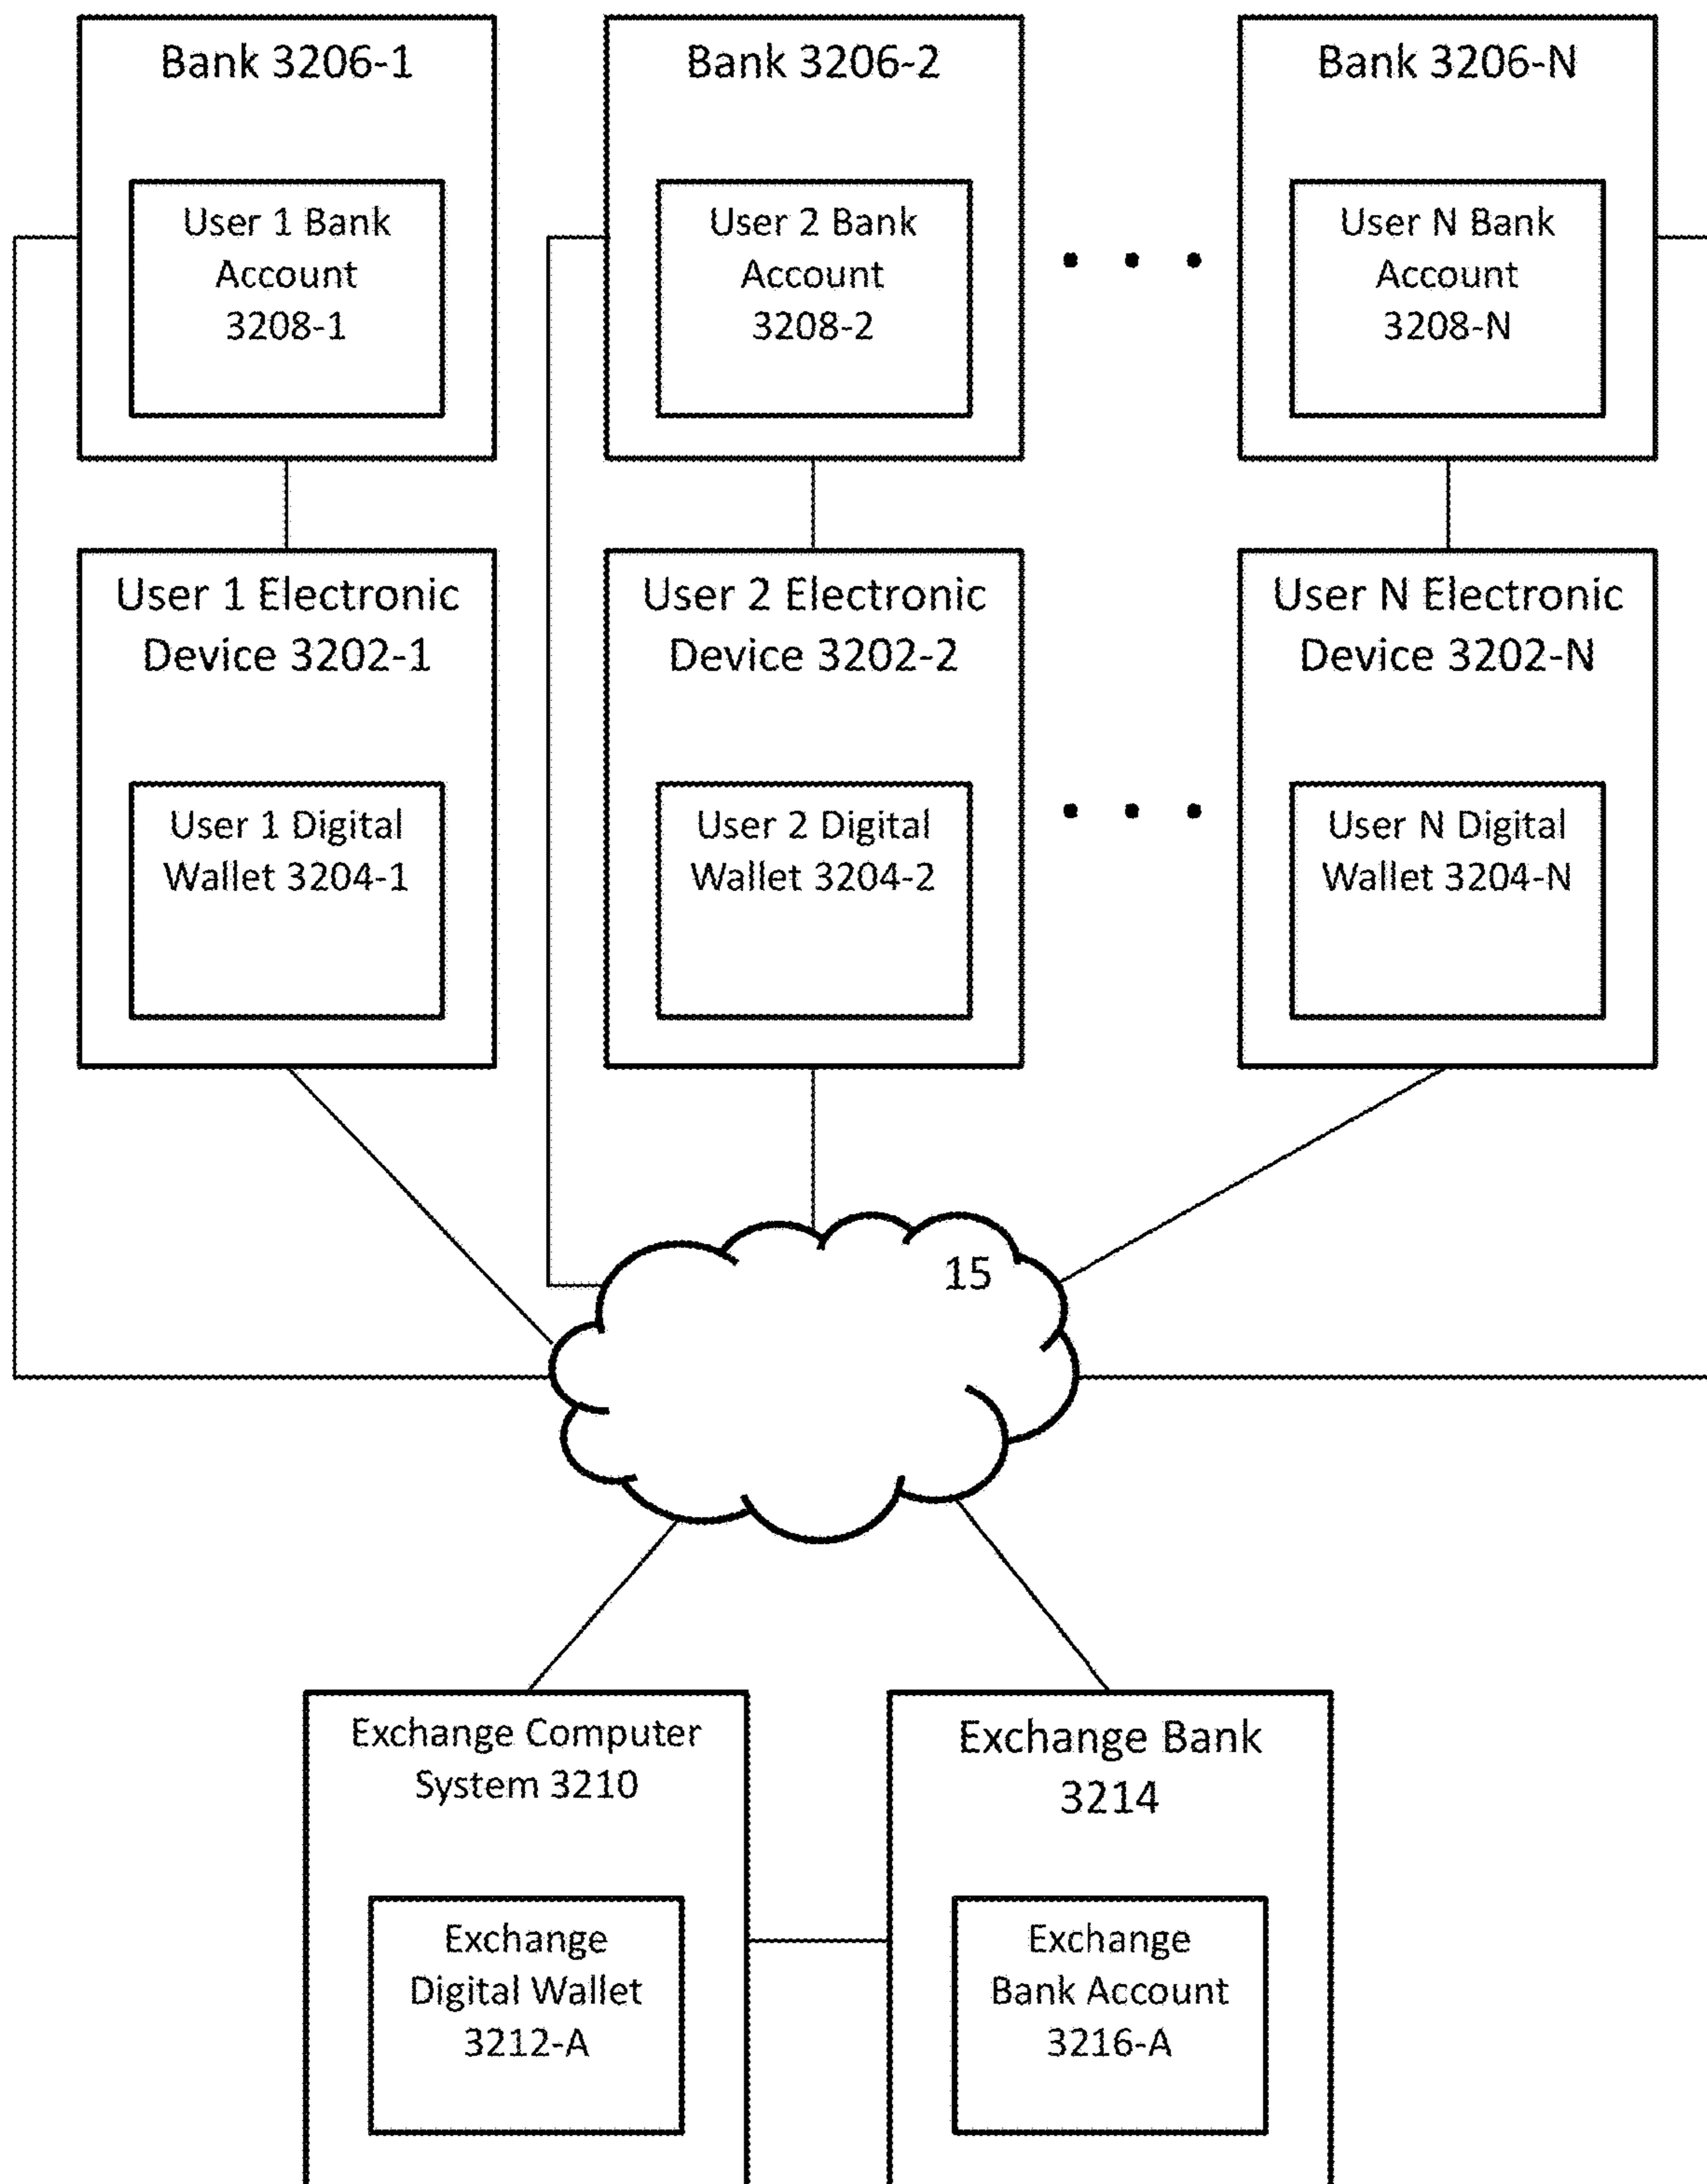 Bank 3206-1
User 1 Bank
Account
3208-1
Bank 3206-2
User 2 Bank
Account
3208-2
Bank 3206-N
User N Bank
Account
3208-N
User 1 Electronic
Device 3202-1
User 1 Digital
Wallet 3204-1
User 2 Electronic
Device 3202-2
User 2 Digital
Wallet 3204-2
User N Electronic
Device 3202-N
User N Digital
Wallet 3204-N
15
Exchange Computer
System 3210
Exchange
Digital Wallet
3212-A
Exchange Bank
3214
Exchange
Bank Account
3216-A